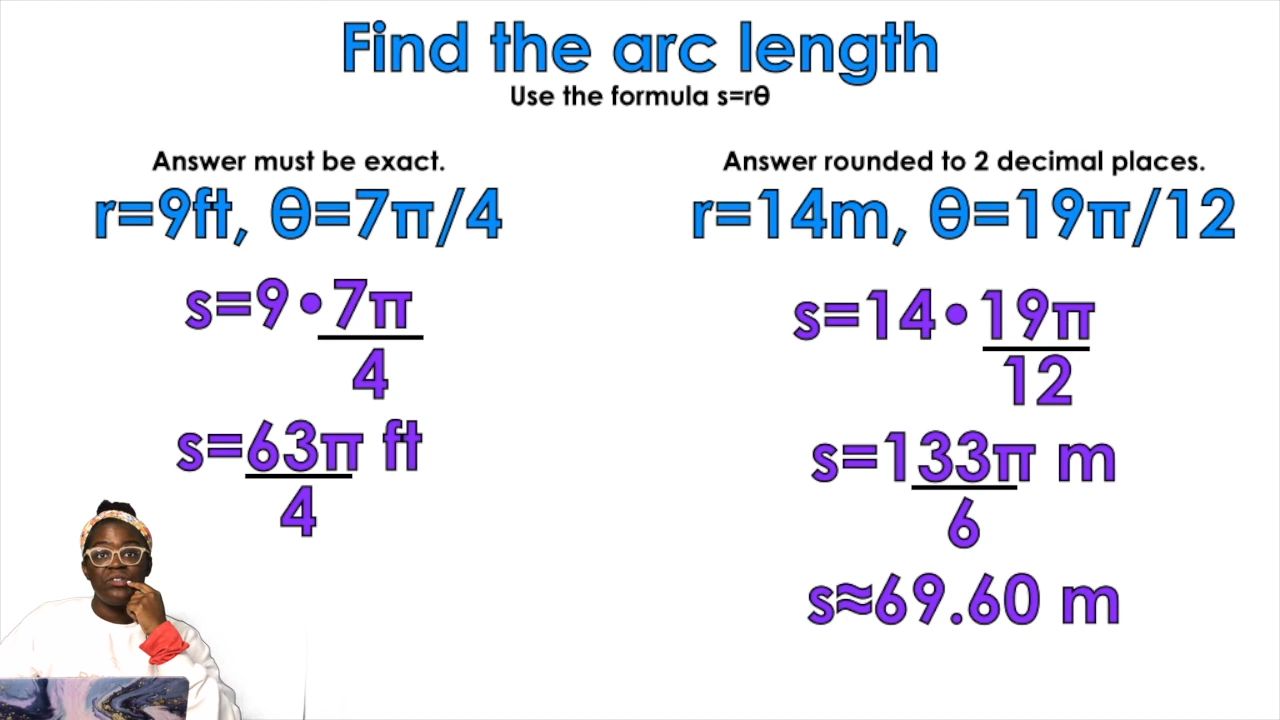 Find the arc length
Use the formula s=rθ
Answer must be exact.
r=9ft, θ=7π/4
s=9•7π
4
s=63π ft
4
Answer rounded to 2 decimal places.
r=14m, θ=19π/12
s=14•19π
12
s=133π m
6
s≈69.60 m